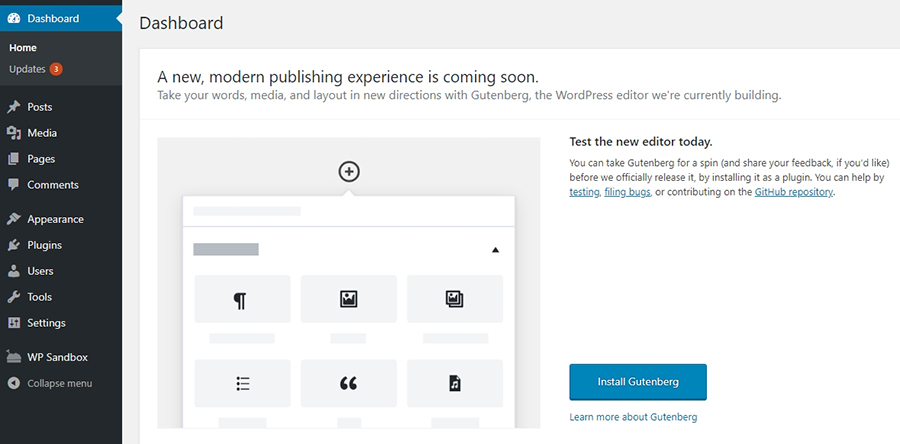 Dashboard
Home
Updates 3
Posts
Media
Pages
Comments
Appearance
Plugins
Users
Tools
Settings
WP Sandbox
Collapse menu
Dashboard
A new, modern publishing experience is coming soon.
Take your words, media, and layout in new directions with Gutenberg, the WordPress editor we're currently building.
Test the new editor today.
You can take Gutenberg for a spin (and share your feedback, if you'd like)
before we officially release it, by installing it as a plugin. You can help by
testing, filing bugs, or contributing on the GitHub repository.
Install Gutenberg
Learn more about Gutenberg